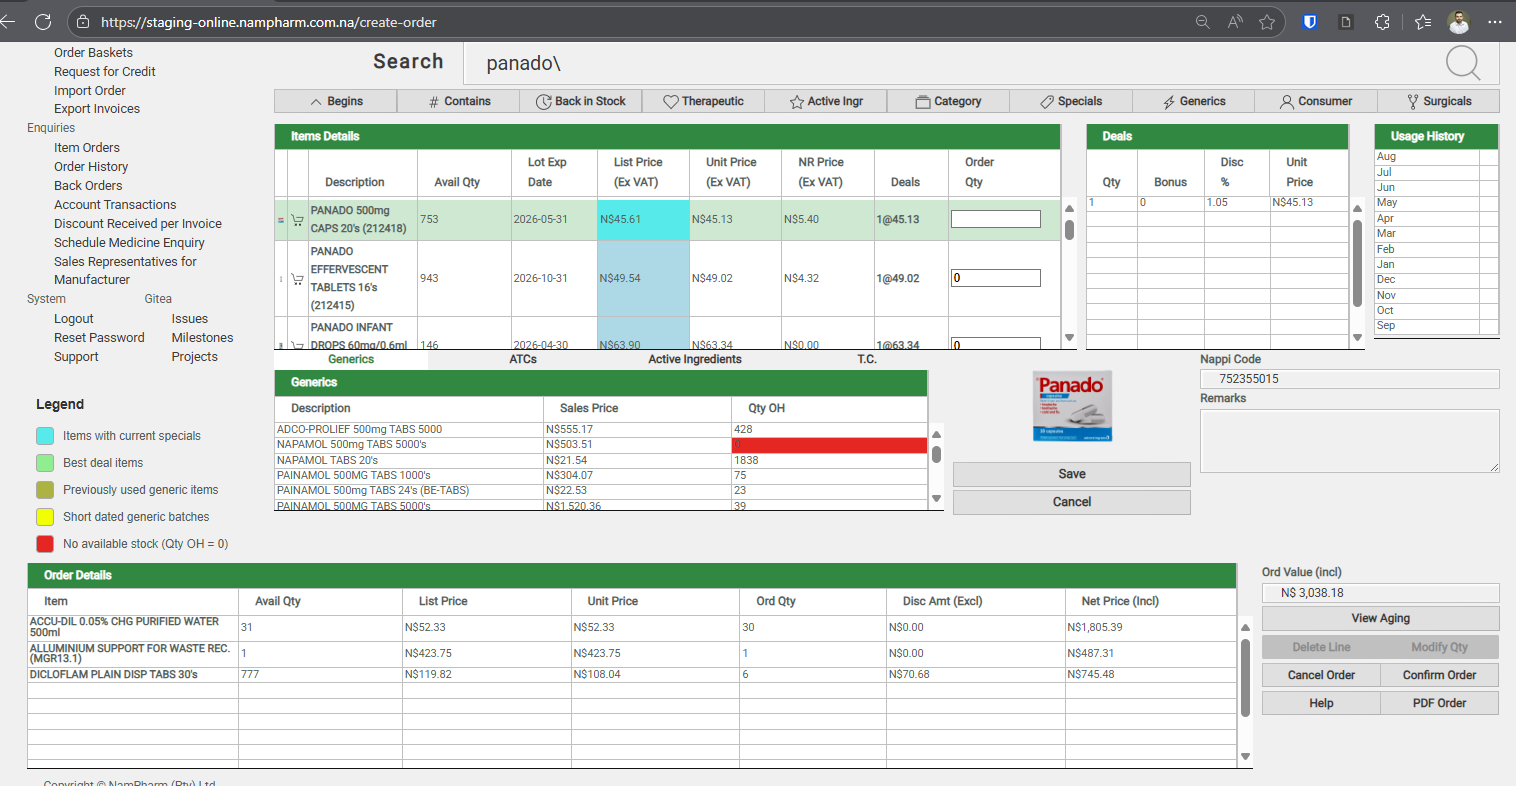 https://staging-online.nampharm.com.na/create-order
Order Baskets
Request for Credit
Import Order
Export Invoices
Enquiries
Item Orders
Order History
Back Orders
Account Transactions
Discount Received per Invoice
Schedule Medicine Enquiry
Sales Representatives for
Manufacturer
System Gitea
Logout Issues
Reset Password Milestones
Support Projects
Legend
Items with current specials
Best deal items
Previously used generic items
Short dated generic batches
No available stock (Qty OH = 0)
Search panado\
Begins # Contains Back in Stock Therapeutic Active Ingr Category Specials Generics Consumer Surgicals
Items Details
Description Avail Qty Lot Exp Date List Price (Ex VAT) Unit Price (Ex VAT) NR Price (Ex VAT) Deals Order Qty
PANADO 500mg CAPS 20's (212418) 753 2026-05-31 N$45.61 N$45.13 N$5.40 1@45.13
PANADO EFFERVESCENT TABLETS 16's (212415) 943 2026-10-31 N$49.54 N$49.02 N$4.32 1@49.02 0
PANADO INFANT DROPS 60mg/0.6ml 146 2026-04-30 N$63.90 N$63.34 N$0.00 1@63.34 0
Deals
Qty Bonus Disc % Unit Price
1 0 1.05 N$45.13
Usage History
Aug
Jul
Jun
May
Apr
Mar
Feb
Jan
Dec
Nov
Oct
Sep
Generics ATCs Active Ingredients T.C.
Generics
Description Sales Price Qty OH
ADCO-PROLIEF 500mg TABS 5000 N$555.17 428
NAPAMOL 500mg TABS 5000's N$503.51 0
NAPAMOL TABS 20's N$21.54 1838
PAINAMOL 500MG TABS 1000's N$304.07 75
PAINAMOL 500mg TABS 24's (BE-TABS) N$22.53 23
PAINAMOL 500MG TABS 5000's N$1,520.36 39
Panado
capsules
Save
Cancel
Nappi Code
752355015
Remarks
Order Details
Item Avail Qty List Price Unit Price Ord Qty Disc Amt (Excl) Net Price (Incl)
ACCU-DIL 0.05% CHG PURIFIED WATER 500ml 31 N$52.33 N$52.33 30 N$0.00 N$1,805.39
ALLUMINIUM SUPPORT FOR WASTE REC. (MGR13.1) 1 N$423.75 N$423.75 1 N$0.00 N$487.31
DICLOFLAM PLAIN DISP TABS 30's 777 N$119.82 N$108.04 6 N$70.68 N$745.48
Ord Value (incl)
N$ 3,038.18
View Aging
Delete Line Modify Qty
Cancel Order Confirm Order
Help PDF Order
Copyright © NamPharm (Pty) Ltd